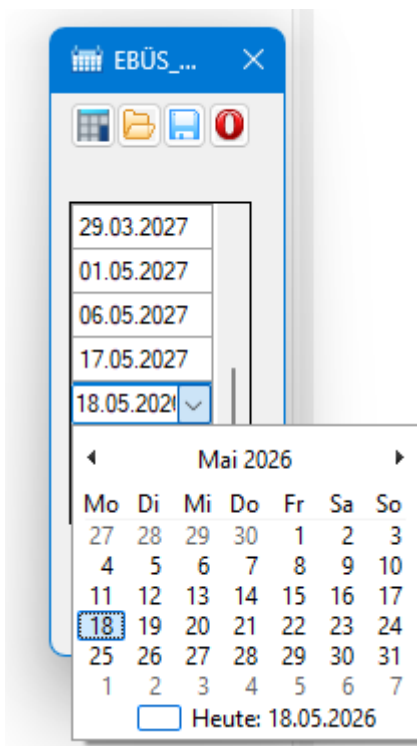 EBÜS_...
29.03.2027
01.05.2027
06.05.2027
17.05.2027
18.05.202
Mai 2026
Mo Di Mi Do Fr Sa So
27 28 29 30 1 2 3
4 5 6 7 8 9 10
11 12 13 14 15 16 17
18 19 20 21 22 23 24
25 26 27 28 29 30 31
1 2 3 4 5 6 7
Heute: 18.05.2026